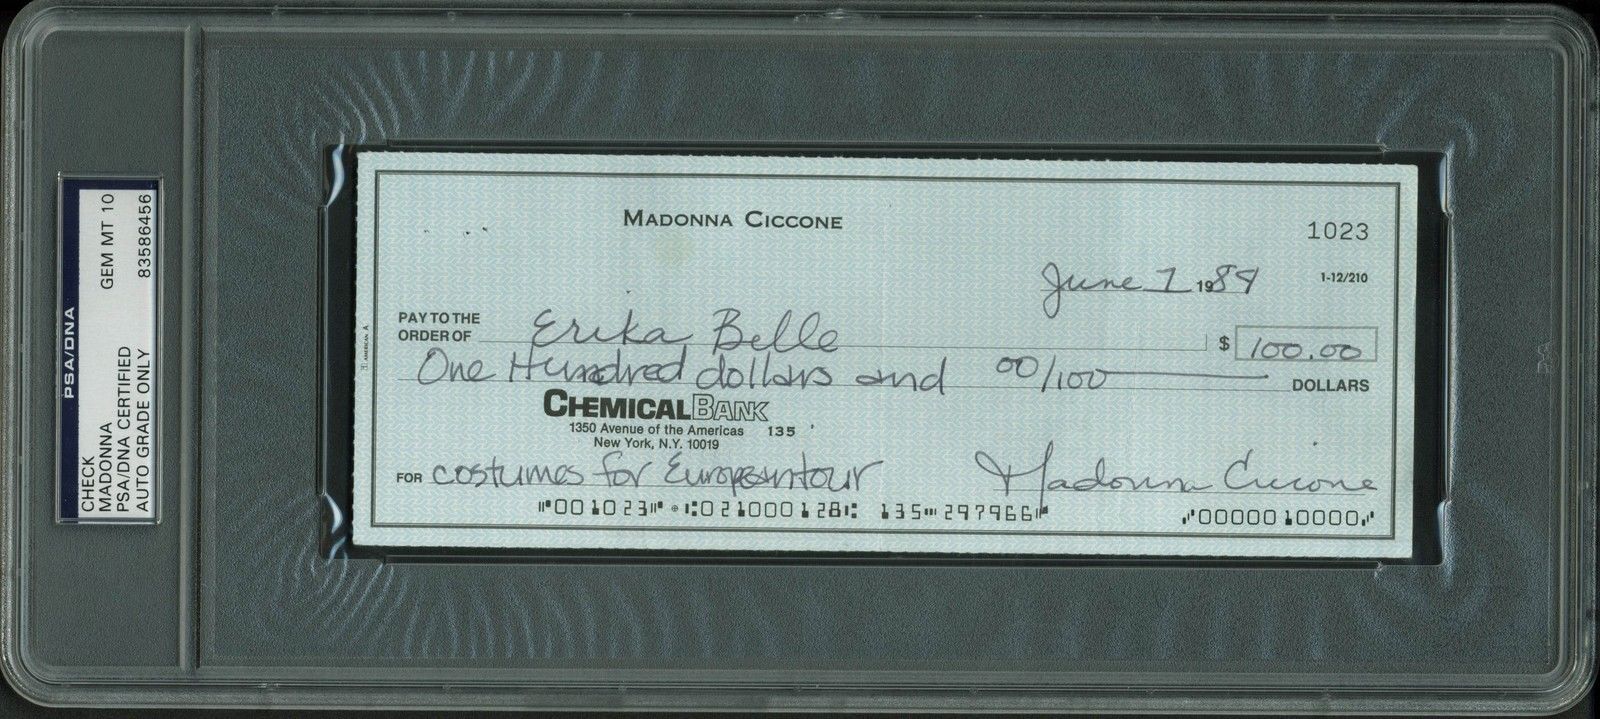 PSA/DNA
CHECK GEM MT 10
MADONNA
PSA/DNA CERTIFIED
AUTO GRADE ONLY 83586456
MADONNA CICCONE
1023
June 7 1984
1-12/210
PAY TO THE
ORDER OF Erika Belle $ 100.00
One Hundred dollars and 00/100 DOLLARS
CHEMICAL BANK
1350 Avenue of the Americas 135
New York, N.Y. 10019
FOR costumes for European tour Madonna Ciccone
⑈001023⑈ ⑆021000128⑆ 135⑉297966⑈ ⑇0000010000⑇
AMERICAN A